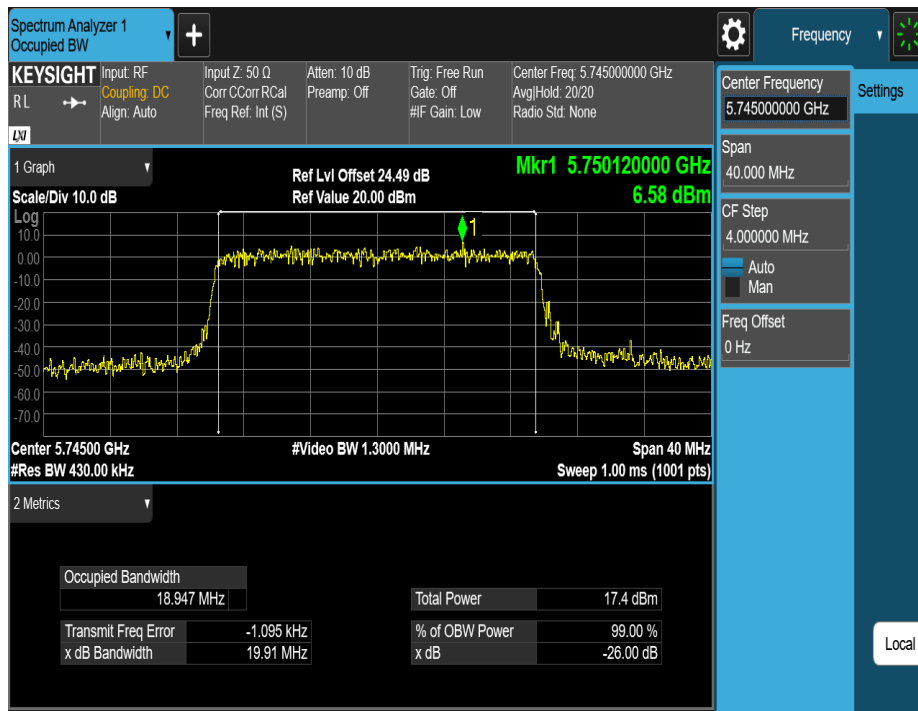 Spectrum Analyzer 1
Occupied BW
+
Frequency
KEYSIGHT
RL
LXI
Input: RF
Coupling: DC
Align: Auto
Input Z: 50 Ω
Corr CCorr RCal
Freq Ref: Int (S)
Atten: 10 dB
Preamp: Off
Trig: Free Run
Gate: Off
#IF Gain: Low
Center Freq: 5.745000000 GHz
Avg|Hold: 20/20
Radio Std: None
Center Frequency
5.745000000 GHz
Settings
Span
40.000 MHz
CF Step
4.000000 MHz
Auto
Man
Freq Offset
0 Hz
1 Graph
Scale/Div 10.0 dB
Ref Lvl Offset 24.49 dB
Ref Value 20.00 dBm
Mkr1 5.750120000 GHz
6.58 dBm
Log
10.0
0.00
-10.0
-20.0
-30.0
-40.0
-50.0
-60.0
-70.0
1
Center 5.74500 GHz
#Video BW 1.3000 MHz
Span 40 MHz
#Res BW 430.00 kHz
Sweep 1.00 ms (1001 pts)
2 Metrics
Occupied Bandwidth
18.947 MHz
Total Power 17.4 dBm
Transmit Freq Error -1.095 kHz
% of OBW Power 99.00 %
x dB Bandwidth 19.91 MHz
x dB -26.00 dB
Local